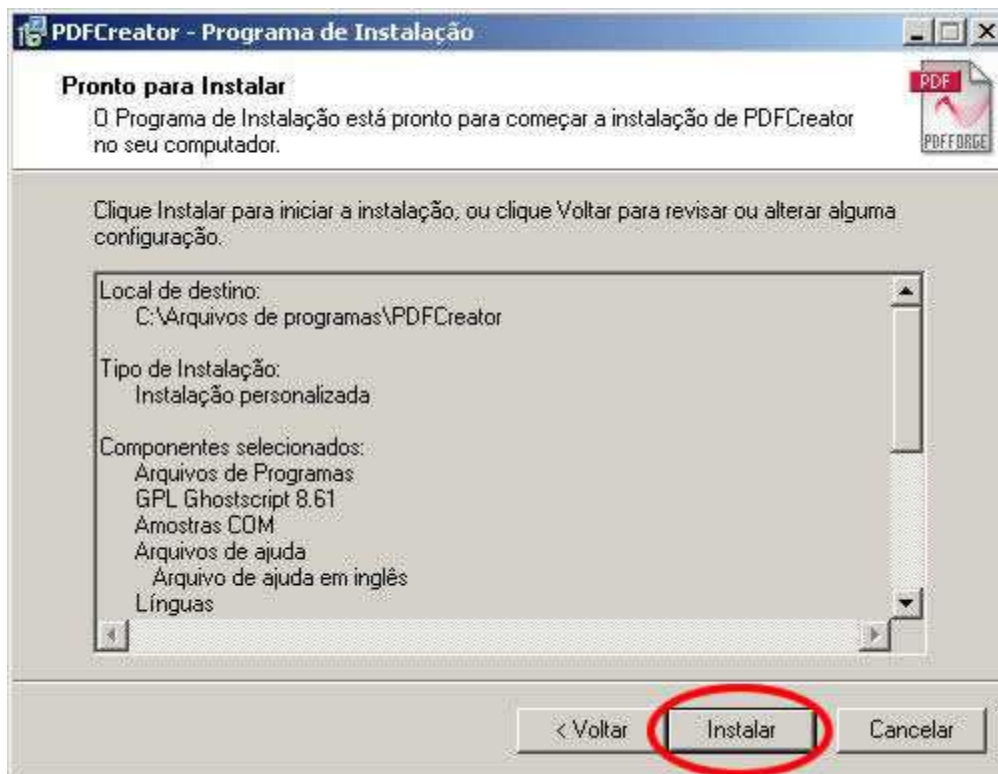 PDFCreator - Programa de Instalação
Pronto para Instalar
O Programa de Instalação está pronto para começar a instalação de PDFCreator
no seu computador.
PDF
PDFFORGE
Clique Instalar para iniciar a instalação, ou clique Voltar para revisar ou alterar alguma
configuração.
Local de destino:
C:\Arquivos de programas\PDFCreator
Tipo de Instalação:
Instalação personalizada
Componentes selecionados:
Arquivos de Programas
GPL Ghostscript 8.61
Amostras COM
Arquivos de ajuda
Arquivo de ajuda em inglês
Línguas
< Voltar
Instalar
Cancelar